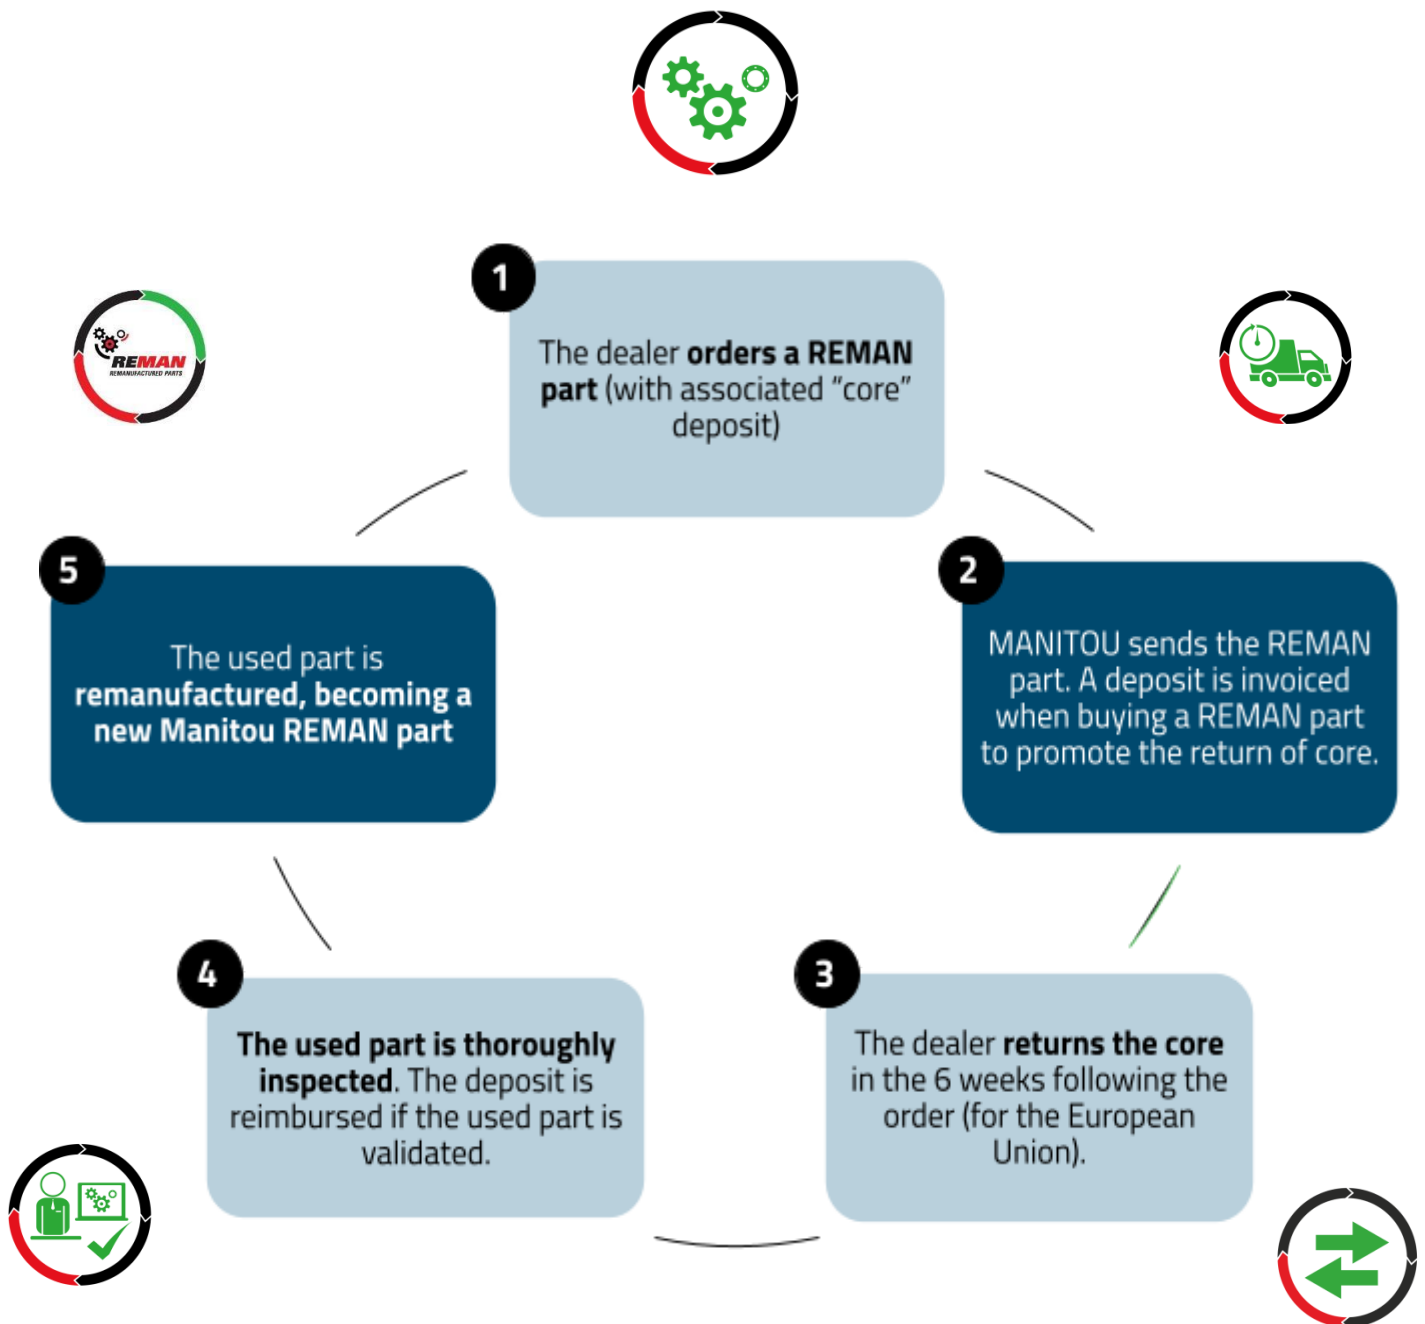 1
The dealer orders a REMAN
part (with associated “core”
deposit)
REMAN
REMANUFACTURED PARTS
2
MANITOU sends the REMAN
part. A deposit is invoiced
when buying a REMAN part
to promote the return of core.
3
The dealer returns the core
in the 6 weeks following the
order (for the European
Union).
4
The used part is thoroughly
inspected. The deposit is
reimbursed if the used part is
validated.
5
The used part is
remanufactured, becoming a
new Manitou REMAN part